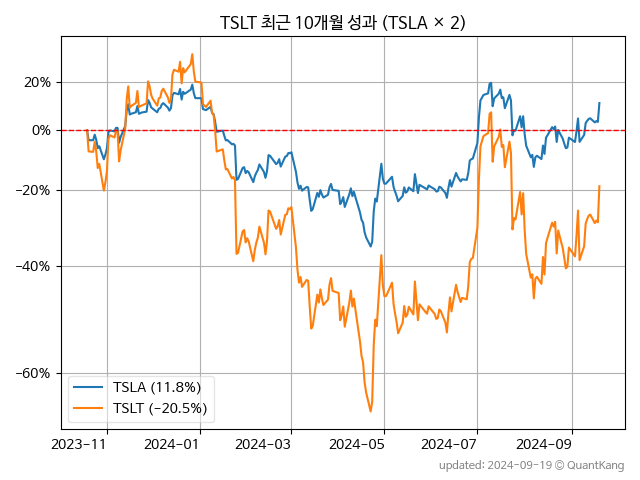 TSLT 최근 10개월 성과 (TSLA × 2)
20%
0%
−20%
−40%
−60%
TSLA (11.8%)
TSLT (−20.5%)
2023−11 2024−01 2024−03 2024−05 2024−07 2024−09
updated: 2024-09-19 @ QuantKang